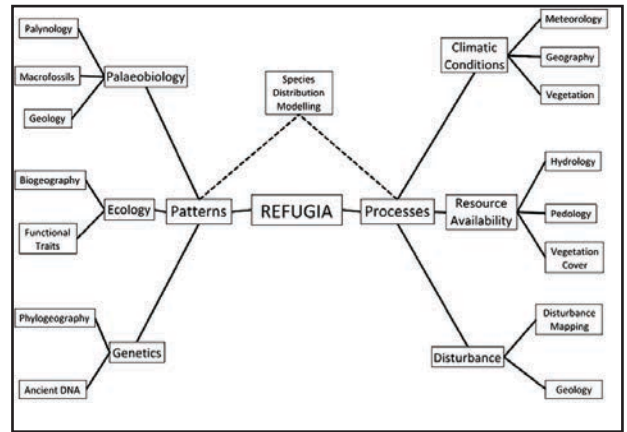 Palynology
Macrofossils
Geology
Palaeobiology
Biogeography
Functional
Traits
Ecology
Phylogeography
Ancient DNA
Genetics
Patterns
Species
Distribution
Modelling
REFUGIA
Processes
Climatic
Conditions
Meteorology
Geography
Vegetation
Resource
Availability
Hydrology
Pedology
Vegetation
Cover
Disturbance
Disturbance
Mapping
Geology